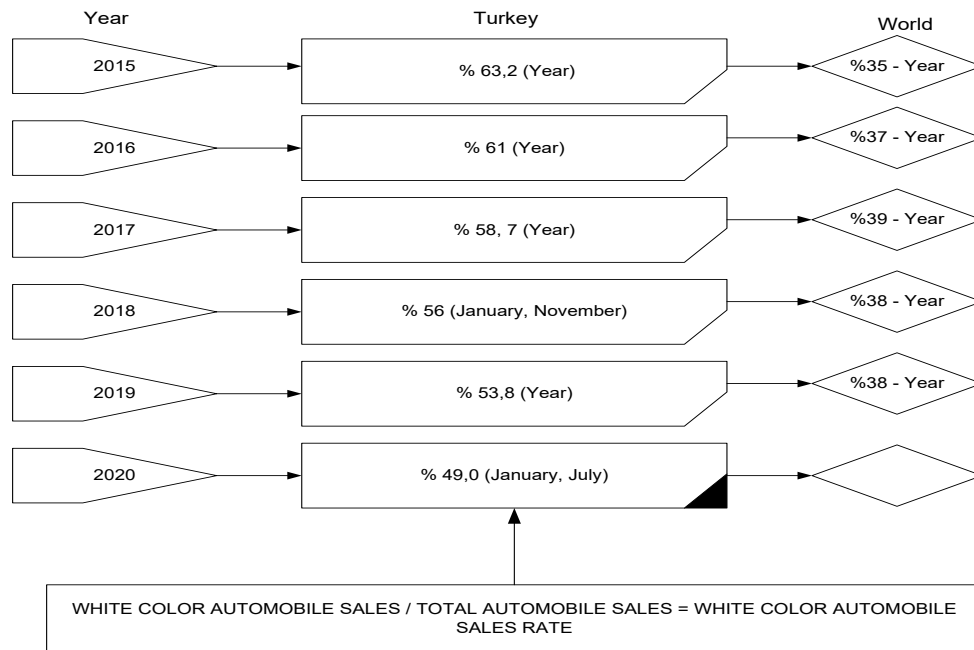 Year
Turkey
World
2015
% 63,2 (Year)
%35 - Year
2016
% 61 (Year)
%37 - Year
2017
% 58, 7 (Year)
%39 - Year
2018
% 56 (January, November)
%38 - Year
2019
% 53,8 (Year)
%38 - Year
2020
% 49,0 (January, July)
WHITE COLOR AUTOMOBILE SALES / TOTAL AUTOMOBILE SALES = WHITE COLOR AUTOMOBILE
SALES RATE